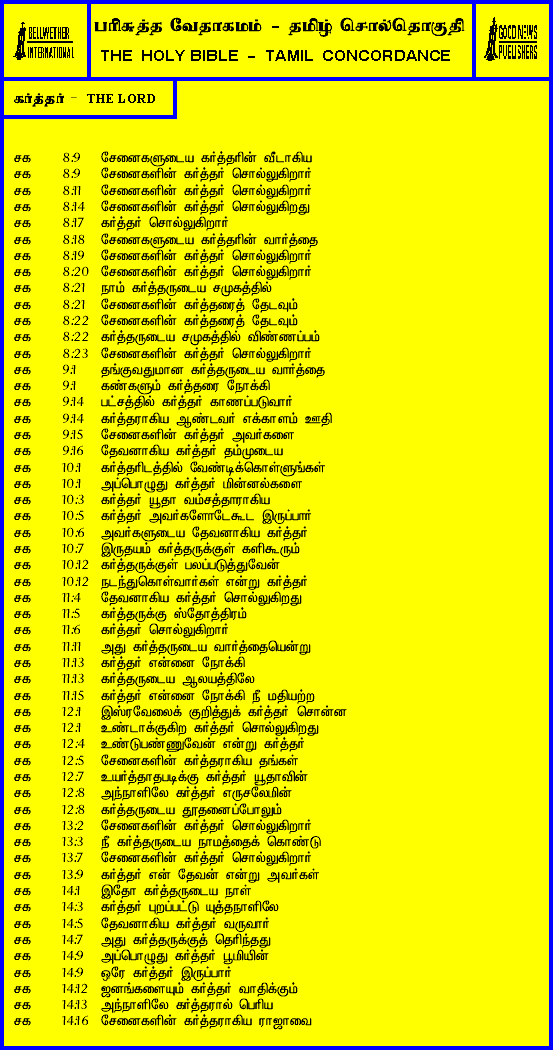 BELLWETHER
INTERNATIONAL
பரிசுத்த வேதாகமம் - தமிழ் சொல்தொகுதி
THE HOLY BIBLE - TAMIL CONCORDANCE
GOOD NEWS
PUBLISHERS
கர்த்தர் - THE LORD
சக 8:9 சேனைகளுடைய கர்த்தரின் வீடாகிய
சக 8:9 சேனைகளின் கர்த்தர் சொல்லுகிறார்
சக 8:11 சேனைகளின் கர்த்தர் சொல்லுகிறார்
சக 8:14 சேனைகளின் கர்த்தர் சொல்லுகிறது
சக 8:17 கர்த்தர் சொல்லுகிறார்
சக 8:18 சேனைகளுடைய கர்த்தரின் வார்த்தை
சக 8:19 சேனைகளின் கர்த்தர் சொல்லுகிறார்
சக 8:20 சேனைகளின் கர்த்தர் சொல்லுகிறார்
சக 8:21 நாம் கர்த்தருடைய சமுகத்தில்
சக 8:21 சேனைகளின் கர்த்தரைத் தேடவும்
சக 8:22 சேனைகளின் கர்த்தரைத் தேடவும்
சக 8:22 கர்த்தருடைய சமுகத்தில் விண்ணப்பம்
சக 8:23 சேனைகளின் கர்த்தர் சொல்லுகிறார்
சக 9:1 தங்குவதுமான கர்த்தருடைய வார்த்தை
சக 9:1 கண்களும் கர்த்தரை நோக்கி
சக 9:14 பட்சத்தில் கர்த்தர் காணப்படுவார்
சக 9:14 கர்த்தராகிய ஆண்டவர் எக்காளம் ஊதி
சக 9:15 சேனைகளின் கர்த்தர் அவர்களை
சக 9:16 தேவனாகிய கர்த்தர் தம்முடைய
சக 10:1 கர்த்தரிடத்தில் வேண்டிக்கொள்ளுங்கள்
சக 10:1 அப்பொழுது கர்த்தர் மின்னல்களை
சக 10:3 கர்த்தர் யூதா வம்சத்தாராகிய
சக 10:5 கர்த்தர் அவர்களோடேகூட இருப்பார்
சக 10:6 அவர்களுடைய தேவனாகிய கர்த்தர்
சக 10:7 இருதயம் கர்த்தருக்குள் களிகூரும்
சக 10:12 கர்த்தருக்குள் பலப்படுத்துவேன்
சக 10:12 நடந்துகொள்வார்கள் என்று கர்த்தர்
சக 11:4 தேவனாகிய கர்த்தர் சொல்லுகிறது
சக 11:5 கர்த்தருக்கு ஸ்தோத்திரம்
சக 11:6 கர்த்தர் சொல்லுகிறார்
சக 11:11 அது கர்த்தருடைய வார்த்தையென்று
சக 11:13 கர்த்தர் என்னை நோக்கி
சக 11:13 கர்த்தருடைய ஆலயத்திலே
சக 11:15 கர்த்தர் என்னை நோக்கி நீ மதியற்ற
சக 12:1 இஸ்ரவேலைக் குறித்துக் கர்த்தர் சொன்ன
சக 12:1 உண்டாக்குகிற கர்த்தர் சொல்லுகிறது
சக 12:4 உண்டுபண்ணுவேன் என்று கர்த்தர்
சக 12:5 சேனைகளின் கர்த்தராகிய தங்கள்
சக 12:7 உயர்த்தாதபடிக்கு கர்த்தர் யூதாவின்
சக 12:8 அந்நாளிலே கர்த்தர் எருசலேமின்
சக 12:8 கர்த்தருடைய தூதனைப்போலும்
சக 13:2 சேனைகளின் கர்த்தர் சொல்லுகிறார்
சக 13:3 நீ கர்த்தருடைய நாமத்தைக் கொண்டு
சக 13:7 சேனைகளின் கர்த்தர் சொல்லுகிறார்
சக 13:9 கர்த்தர் என் தேவன் என்று அவர்கள்
சக 14:1 இதோ கர்த்தருடைய நாள்
சக 14:3 கர்த்தர் புறப்பட்டு யுத்தநாளிலே
சக 14:5 தேவனாகிய கர்த்தர் வருவார்
சக 14:7 அது கர்த்தருக்குத் தெரிந்தது
சக 14:9 அப்பொழுது கர்த்தர் பூமியின்
சக 14:9 ஒரே கர்த்தர் இருப்பார்
சக 14:12 ஜனங்களையும் கர்த்தர் வாதிக்கும்
சக 14:13 அந்நாளிலே கர்த்தரால் பெரிய
சக 14:16 சேனைகளின் கர்த்தராகிய ராஜாவை